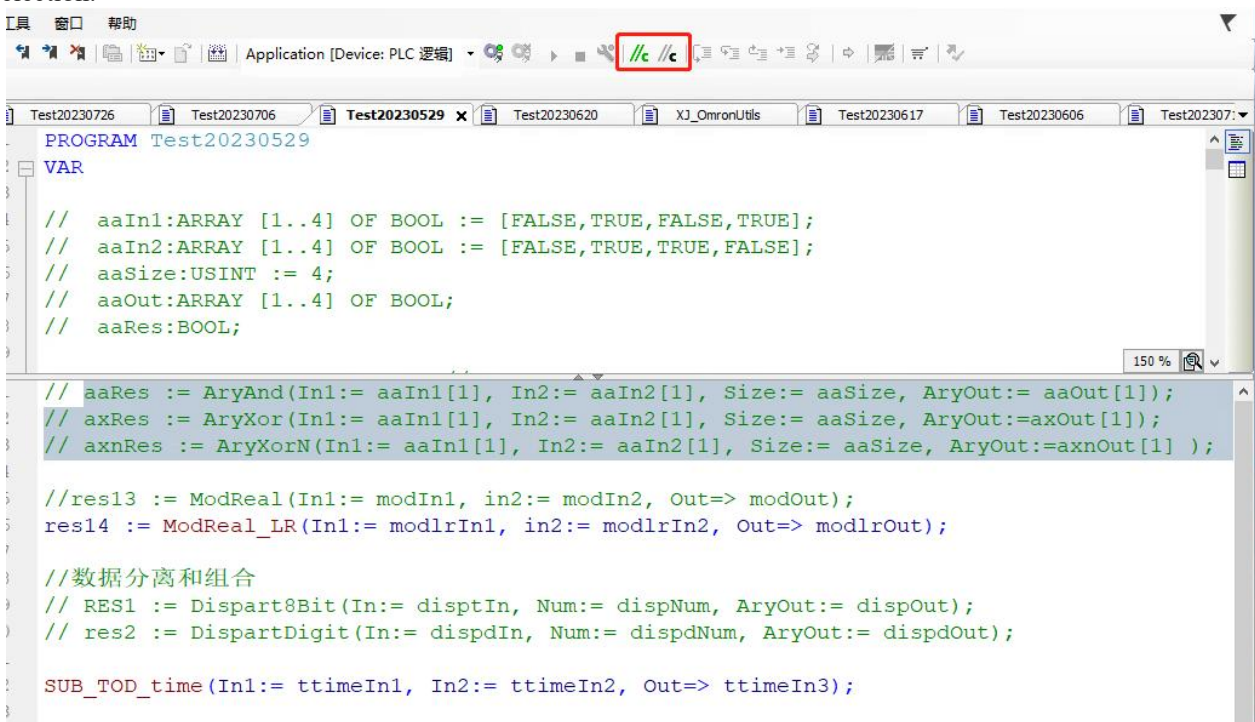 工具 窗口 帮助
Application [Device: PLC 逻辑] //c //c
Test20230726 Test20230706 Test20230529 X Test20230620 XJ_OmronUtils Test20230617 Test20230606 Test202307
PROGRAM Test20230529
VAR
// aaIn1:ARRAY [1..4] OF BOOL := [FALSE,TRUE,FALSE,TRUE];
// aaIn2:ARRAY [1..4] OF BOOL := [FALSE,TRUE,TRUE,FALSE];
// aaSize:USINT := 4;
// aaOut:ARRAY [1..4] OF BOOL;
// aaRes:BOOL;
150 %
// aaRes := AryAnd(In1:= aaIn1[1], In2:= aaIn2[1], Size:= aaSize, AryOut:= aaOut[1]);
// axRes := AryXor(In1:= aaIn1[1], In2:= aaIn2[1], Size:= aaSize, AryOut:=axOut[1]);
// axnRes := AryXorN(In1:= aaIn1[1], In2:= aaIn2[1], Size:= aaSize, AryOut:=axnOut[1] );
//res13 := ModReal(In1:= modIn1, in2:= modIn2, Out=> modOut);
res14 := ModReal_LR(In1:= modlrIn1, in2:= modlrIn2, Out=> modlrOut);
//数据分离和组合
// RES1 := Dispart8Bit(In:= disptIn, Num:= dispNum, AryOut:= dispOut);
// res2 := DispartDigit(In:= dispdIn, Num:= dispdNum, AryOut:= dispdOut);
SUB_TOD_time(In1:= ttimeIn1, In2:= ttimeIn2, Out=> ttimeIn3);